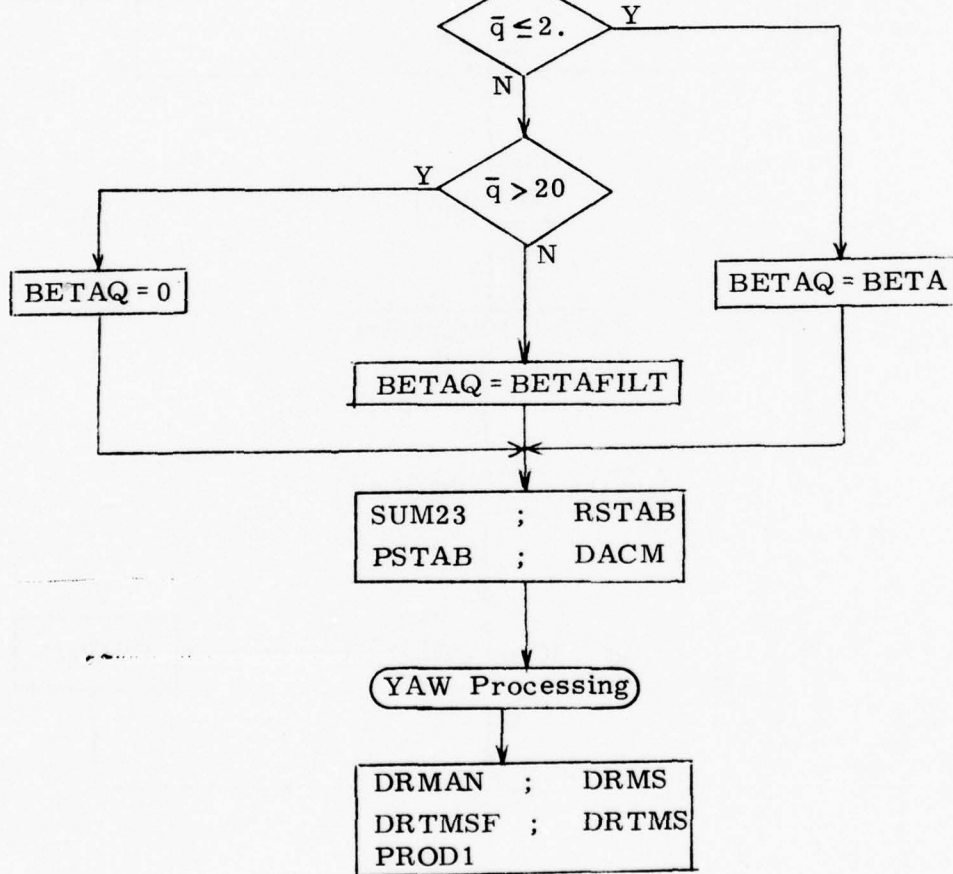 q̄ ≤ 2.
Y
N
Y
q̄ > 20
N
BETAQ = 0
BETAQ = BETA
BETAQ = BETAFILT
SUM23 ; RSTAB
PSTAB ; DACM
YAW Processing
DRMAN ; DRMS
DRTMSF ; DRTMS
PROD1